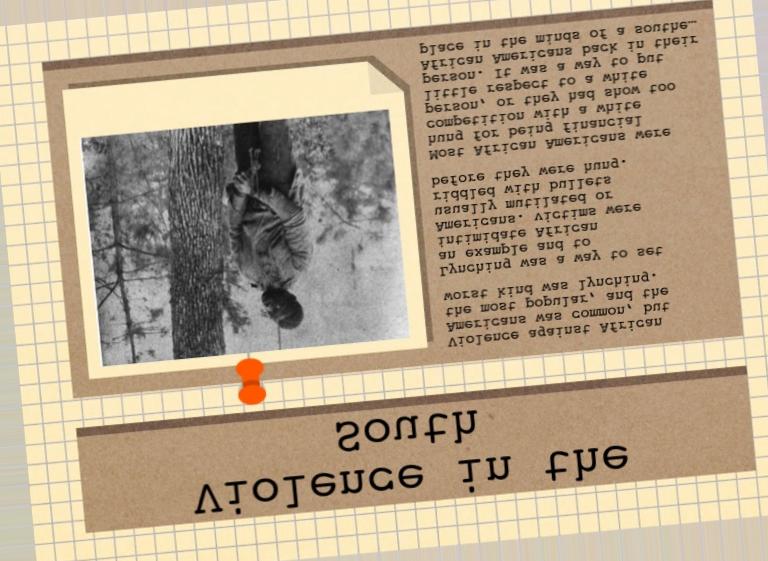 Violence in the
South
Violence against African
Americans was common, but
the most popular, and the
worst kind was lynching.
Lynching was a way to set
an example and to
intimidate African
Americans. Victims were
usually mutilated or
riddled with bullets
before they were hung.
Most African Americans were
hung for being financial
competition with a white
person, or they had show too
little respect to a white
person. It was a way to put
African Americans back in their
place in the minds of a southe…